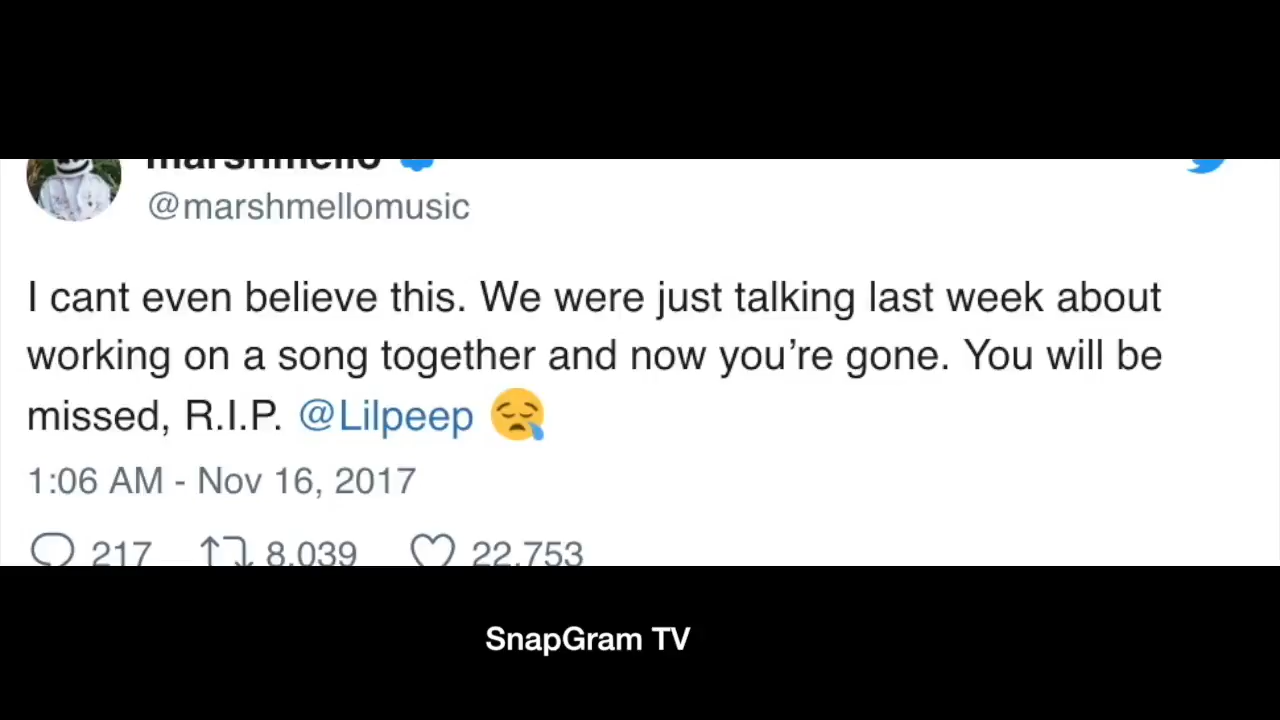 marshmello
@marshmellomusic
I cant even believe this. We were just talking last week about
working on a song together and now you’re gone. You will be
missed, R.I.P. @Lilpeep
1:06 AM - Nov 16, 2017
217 8,039 22,753
SnapGram TV